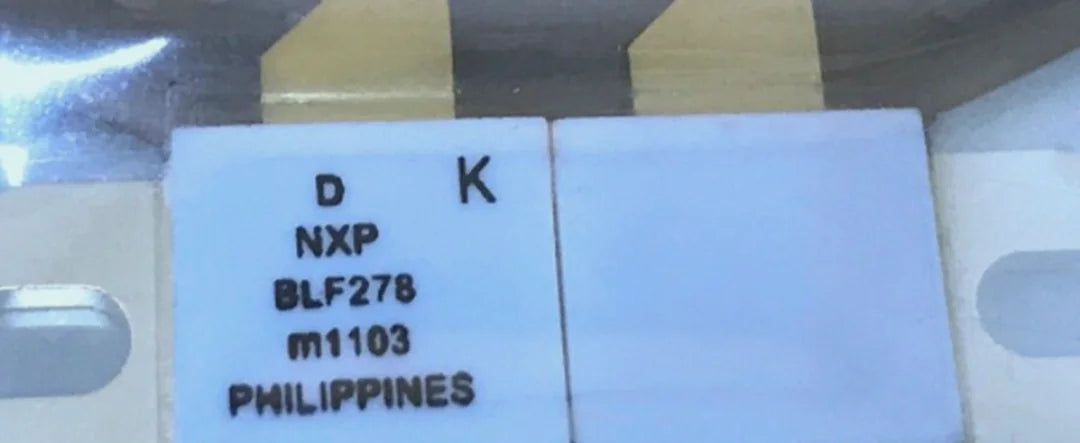 D K
NXP
BLF278
m1103
PHILIPPINES